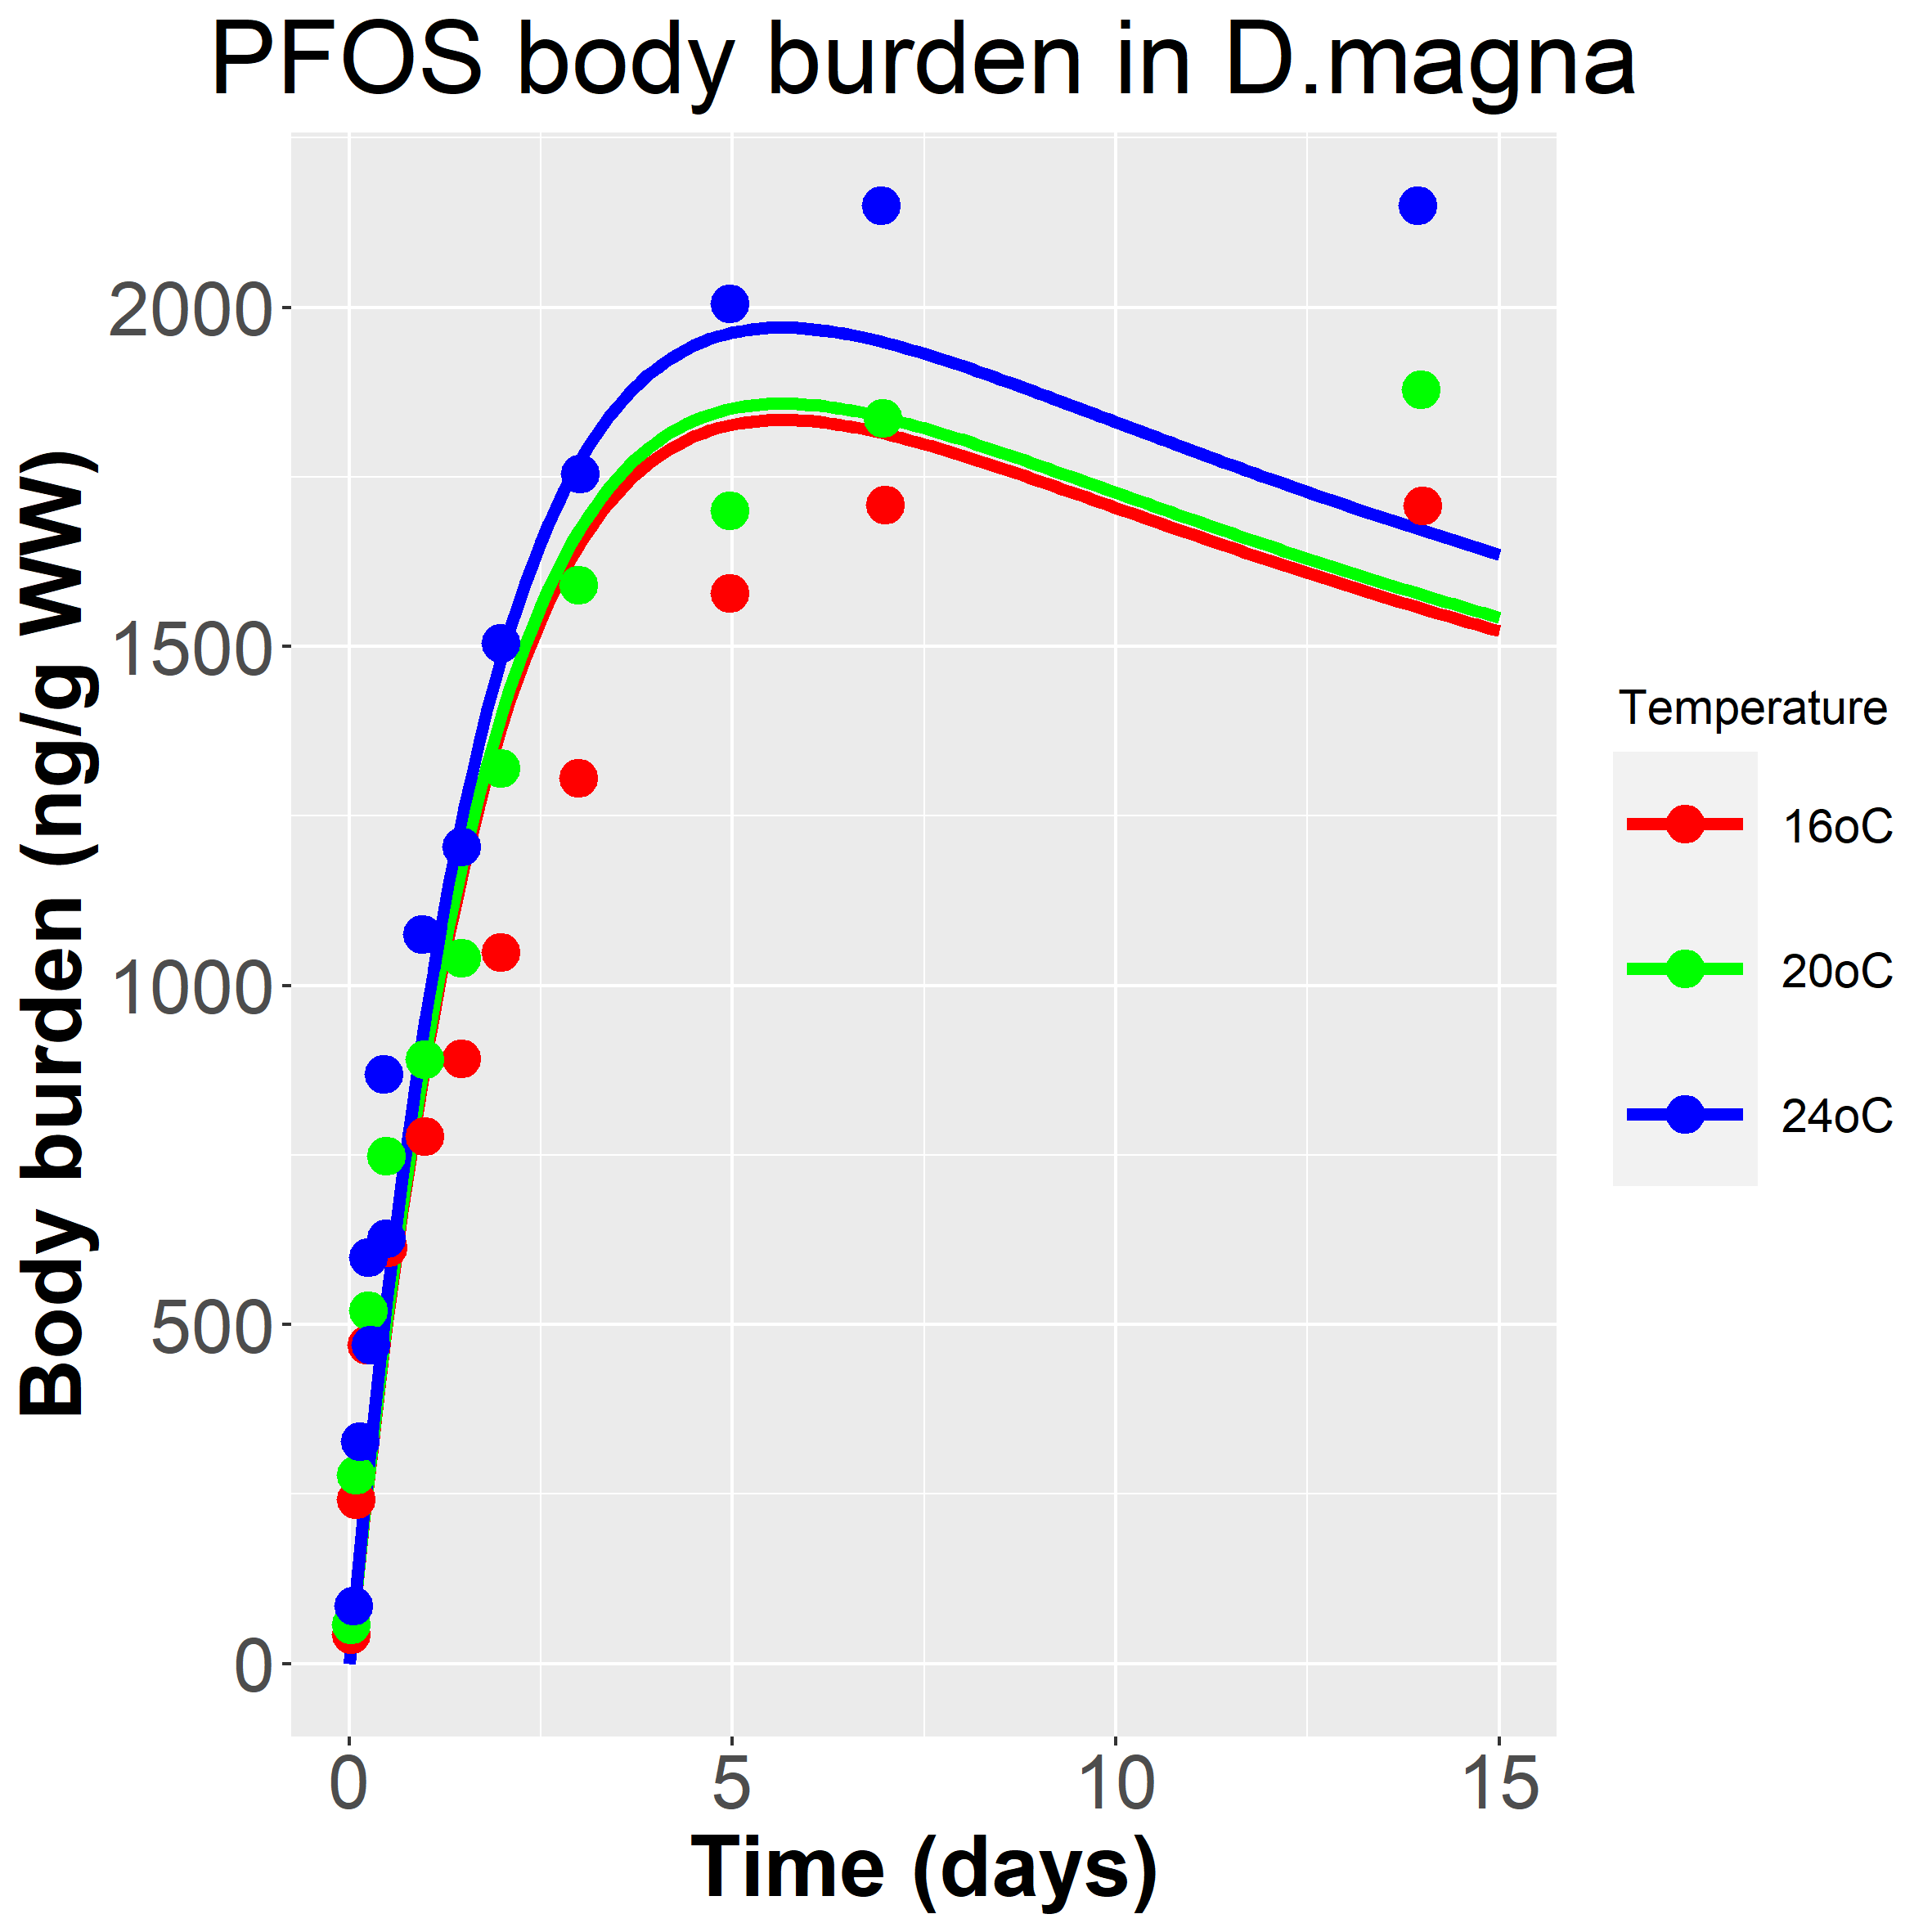 PFOS body burden in D.magna
Body burden (ng/g WW)
2000
1500
1000
500
0
0 5 10 15
Time (days)
Temperature
16oC
20oC
24oC